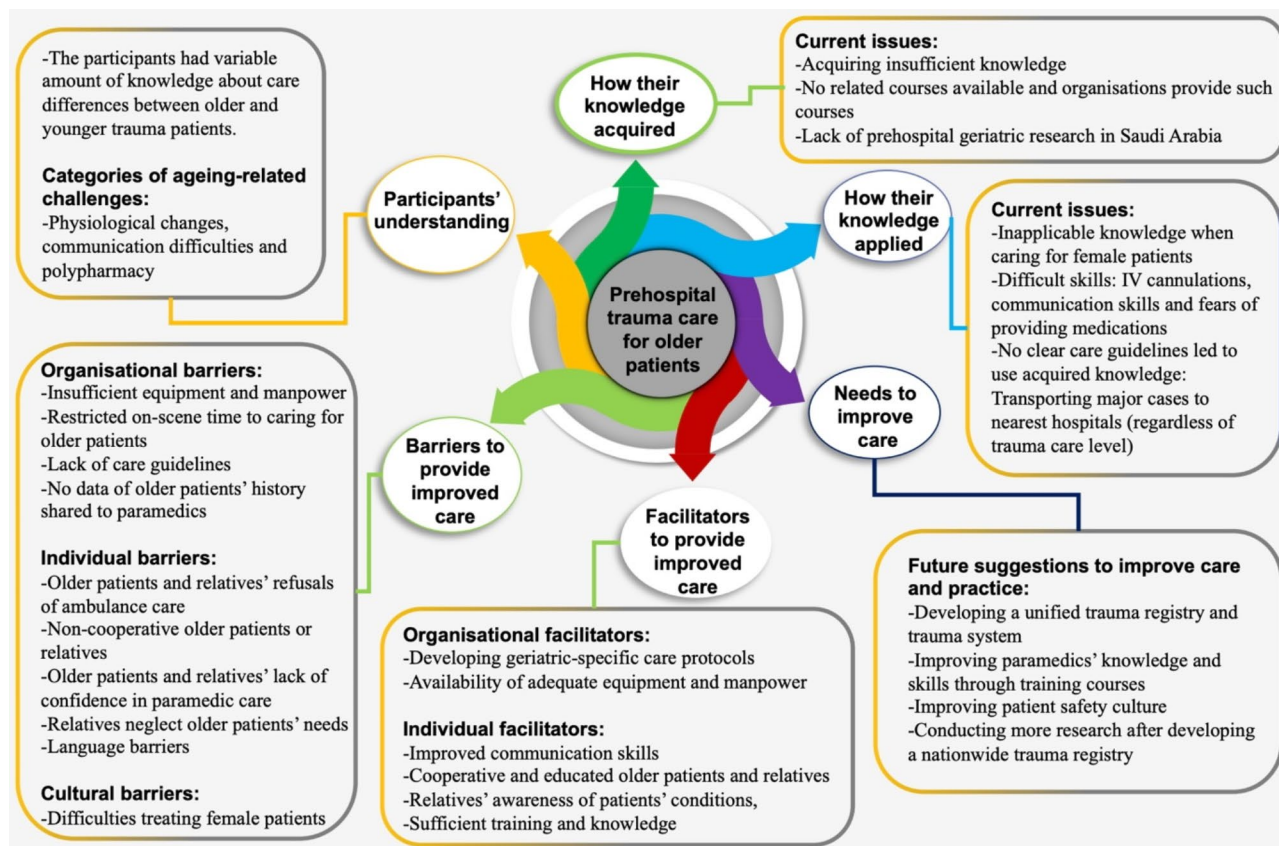 -The participants had variable
amount of knowledge about care
differences between older and
younger trauma patients.
Categories of ageing-related
challenges:
-Physiological changes,
communication difficulties and
polypharmacy
Participants'
understanding
How their
knowledge
acquired
Current issues:
-Acquiring insufficient knowledge
-No related courses available and organisations provide such
courses
-Lack of prehospital geriatric research in Saudi Arabia
How their
knowledge
applied
Current issues:
-Inapplicable knowledge when
caring for female patients
-Difficult skills: IV cannulations,
communication skills and fears of
providing medications
-No clear care guidelines led to
use acquired knowledge:
Transporting major cases to
nearest hospitals (regardless of
trauma care level)
Prehospital
trauma care
for older
patients
Organisational barriers:
-Insufficient equipment and manpower
-Restricted on-scene time to caring for
older patients
-Lack of care guidelines
-No data of older patients' history
shared to paramedics
Individual barriers:
-Older patients and relatives' refusals
of ambulance care
-Non-cooperative older patients or
relatives
-Older patients and relatives' lack of
confidence in paramedic care
-Relatives neglect older patients' needs
-Language barriers
Cultural barriers:
-Difficulties treating female patients
Barriers to
provide
improved
care
Facilitators
to provide
improved
care
Organisational facilitators:
-Developing geriatric-specific care protocols
-Availability of adequate equipment and manpower
Individual facilitators:
-Improved communication skills
-Cooperative and educated older patients and relatives
-Relatives' awareness of patients' conditions,
-Sufficient training and knowledge
Needs to
improve
care
Future suggestions to improve care
and practice:
-Developing a unified trauma registry and
trauma system
-Improving paramedics' knowledge and
skills through training courses
-Improving patient safety culture
-Conducting more research after developing
a nationwide trauma registry